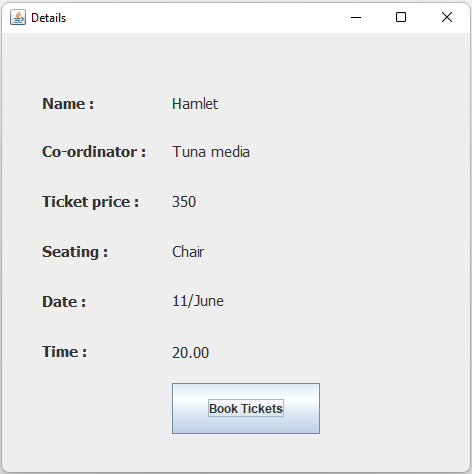 Details
Name : Hamlet
Co-ordinator : Tuna media
Ticket price : 350
Seating : Chair
Date : 11/June
Time : 20.00
Book Tickets